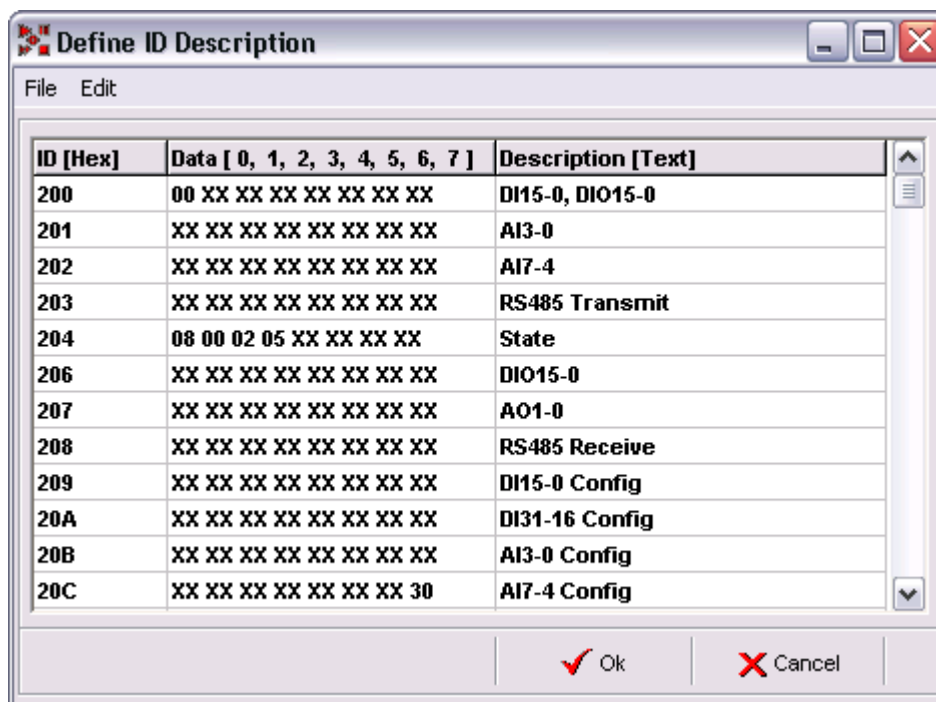 Define ID Description
File Edit
ID [Hex] Data [ 0, 1, 2, 3, 4, 5, 6, 7 ] Description [Text]
200 00 XX XX XX XX XX XX XX DI15-0, DIO15-0
201 XX XX XX XX XX XX XX XX AI3-0
202 XX XX XX XX XX XX XX XX AI7-4
203 XX XX XX XX XX XX XX XX RS485 Transmit
204 08 00 02 05 XX XX XX XX State
206 XX XX XX XX XX XX XX XX DIO15-0
207 XX XX XX XX XX XX XX XX AO1-0
208 XX XX XX XX XX XX XX XX RS485 Receive
209 XX XX XX XX XX XX XX XX DI15-0 Config
20A XX XX XX XX XX XX XX XX DI31-16 Config
20B XX XX XX XX XX XX XX XX AI3-0 Config
20C XX XX XX XX XX XX XX 30 AI7-4 Config
Ok Cancel